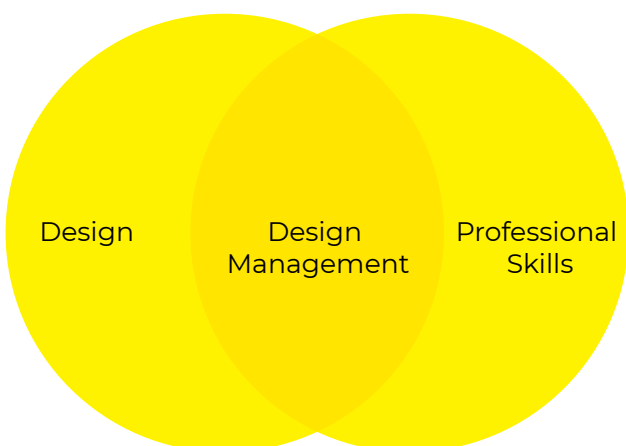 Design
Design
Management
Professional
Skills